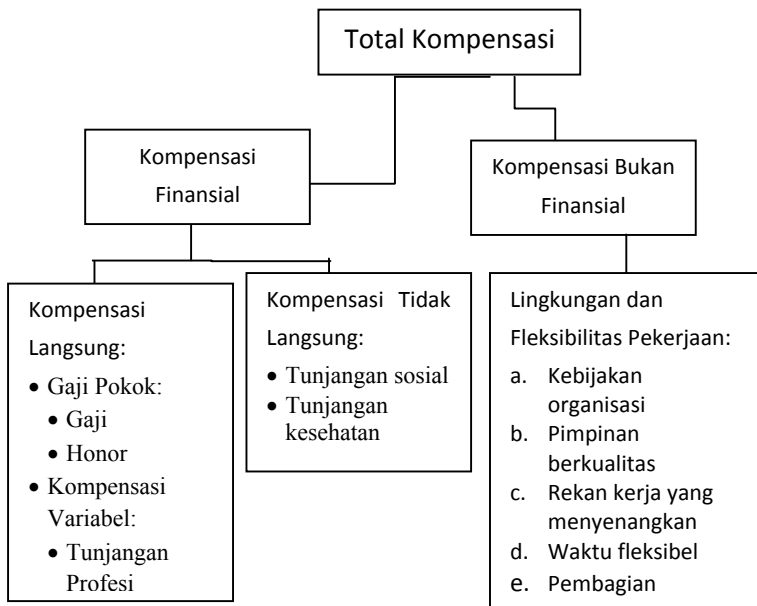 Total Kompensasi
Kompensasi
Finansial
Kompensasi Bukan
Finansial
Kompensasi
Langsung:
• Gaji Pokok:
• Gaji
• Honor
• Kompensasi
Variabel:
• Tunjangan
Profesi
Kompensasi Tidak
Langsung:
• Tunjangan sosial
• Tunjangan
kesehatan
Lingkungan dan
Fleksibilitas Pekerjaan:
a. Kebijakan
organisasi
b. Pimpinan
berkualitas
c. Rekan kerja yang
menyenangkan
d. Waktu fleksibel
e. Pembagian